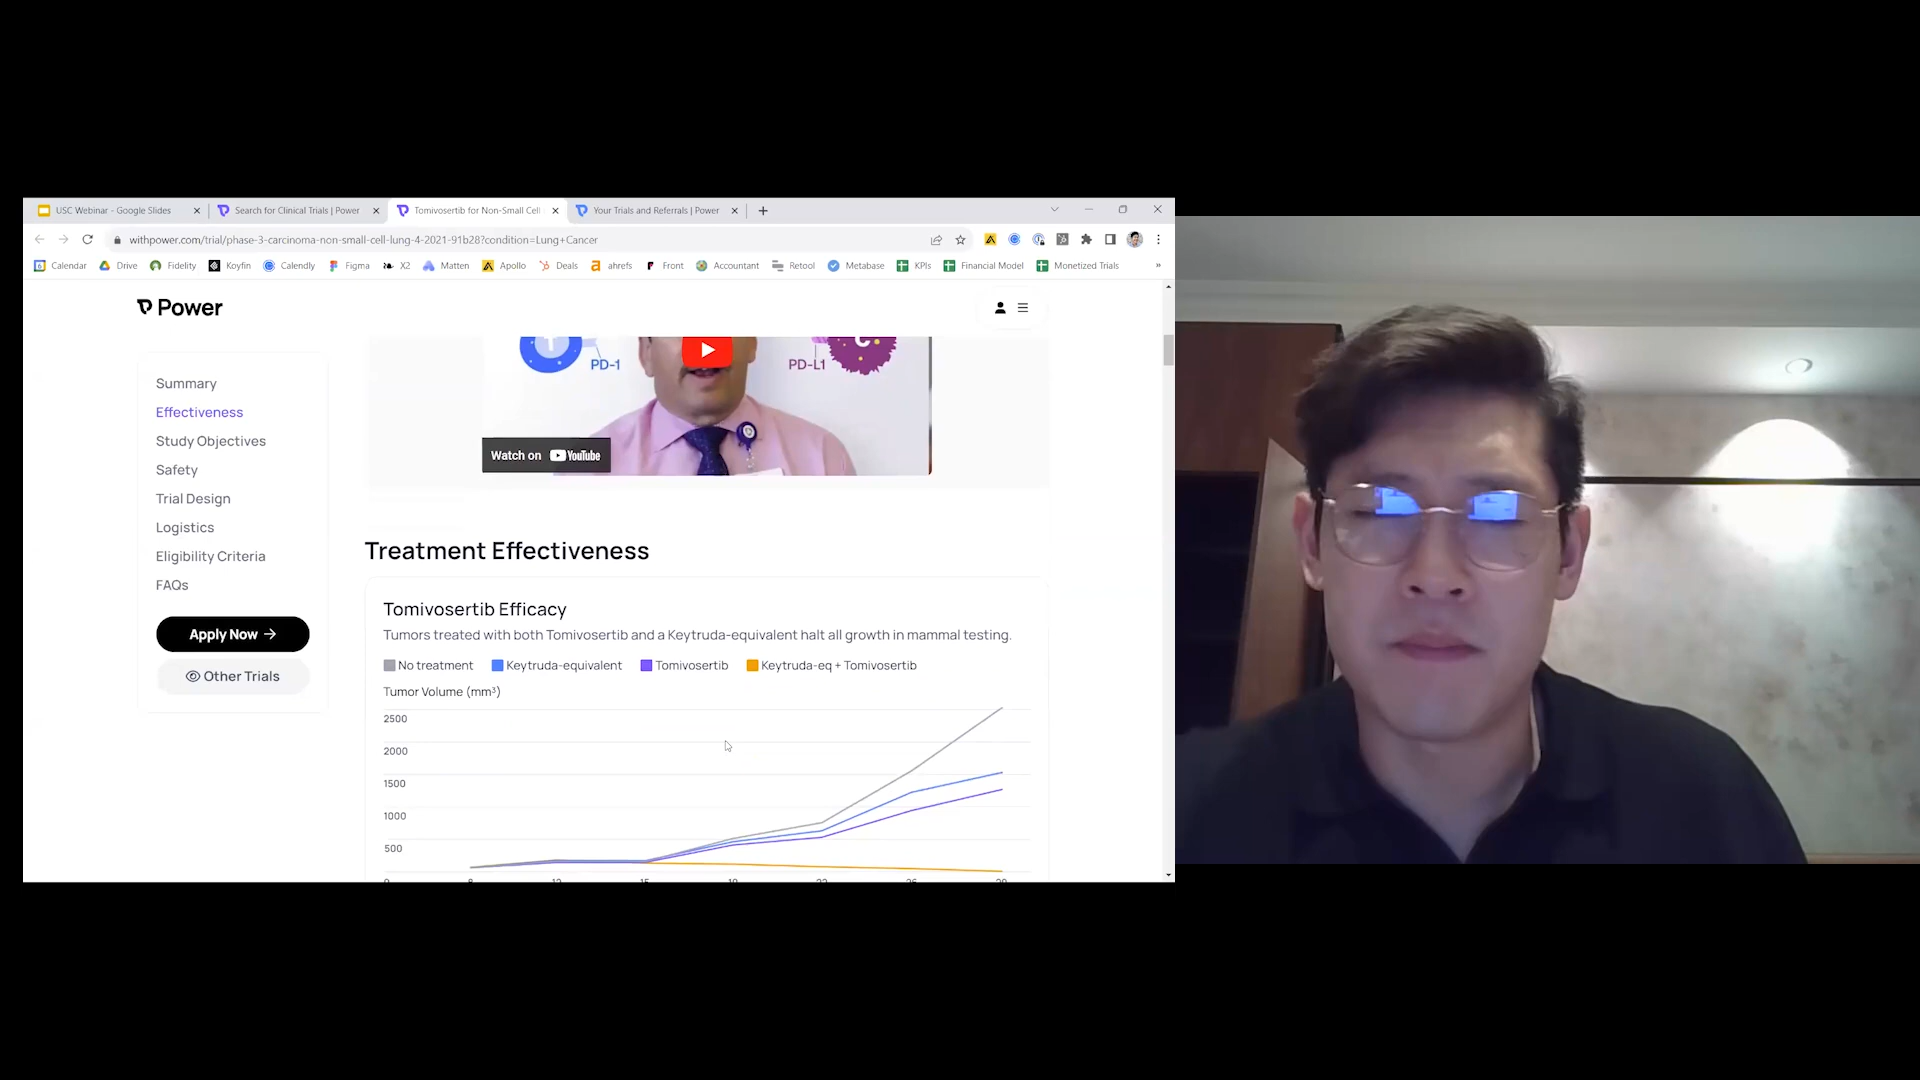 USC Webinar - Google Slides
Search for Clinical Trials | Power
Tomivosertib for Non-Small Cell
Your Trials and Referrals | Power
withpower.com/trial/phase-3-carcinoma-non-small-cell-lung-4-2021-91b28?condition=Lung+Cancer
Calendar Drive Fidelity Koyfin Calendly Figma X2 Matten Apollo Deals ahrefs Front Accountant Retool Metabase KPIs Financial Model Monetized Trials »
Power
PD-1
PD-L1
Watch on YouTube
Summary
Effectiveness
Study Objectives
Safety
Trial Design
Logistics
Eligibility Criteria
FAQs
Apply Now →
Other Trials
Treatment Effectiveness
Tomivosertib Efficacy
Tumors treated with both Tomivosertib and a Keytruda-equivalent halt all growth in mammal testing.
No treatment Keytruda-equivalent Tomivosertib Keytruda-eq + Tomivosertib
Tumor Volume (mm³)
2500
2000
1500
1000
500